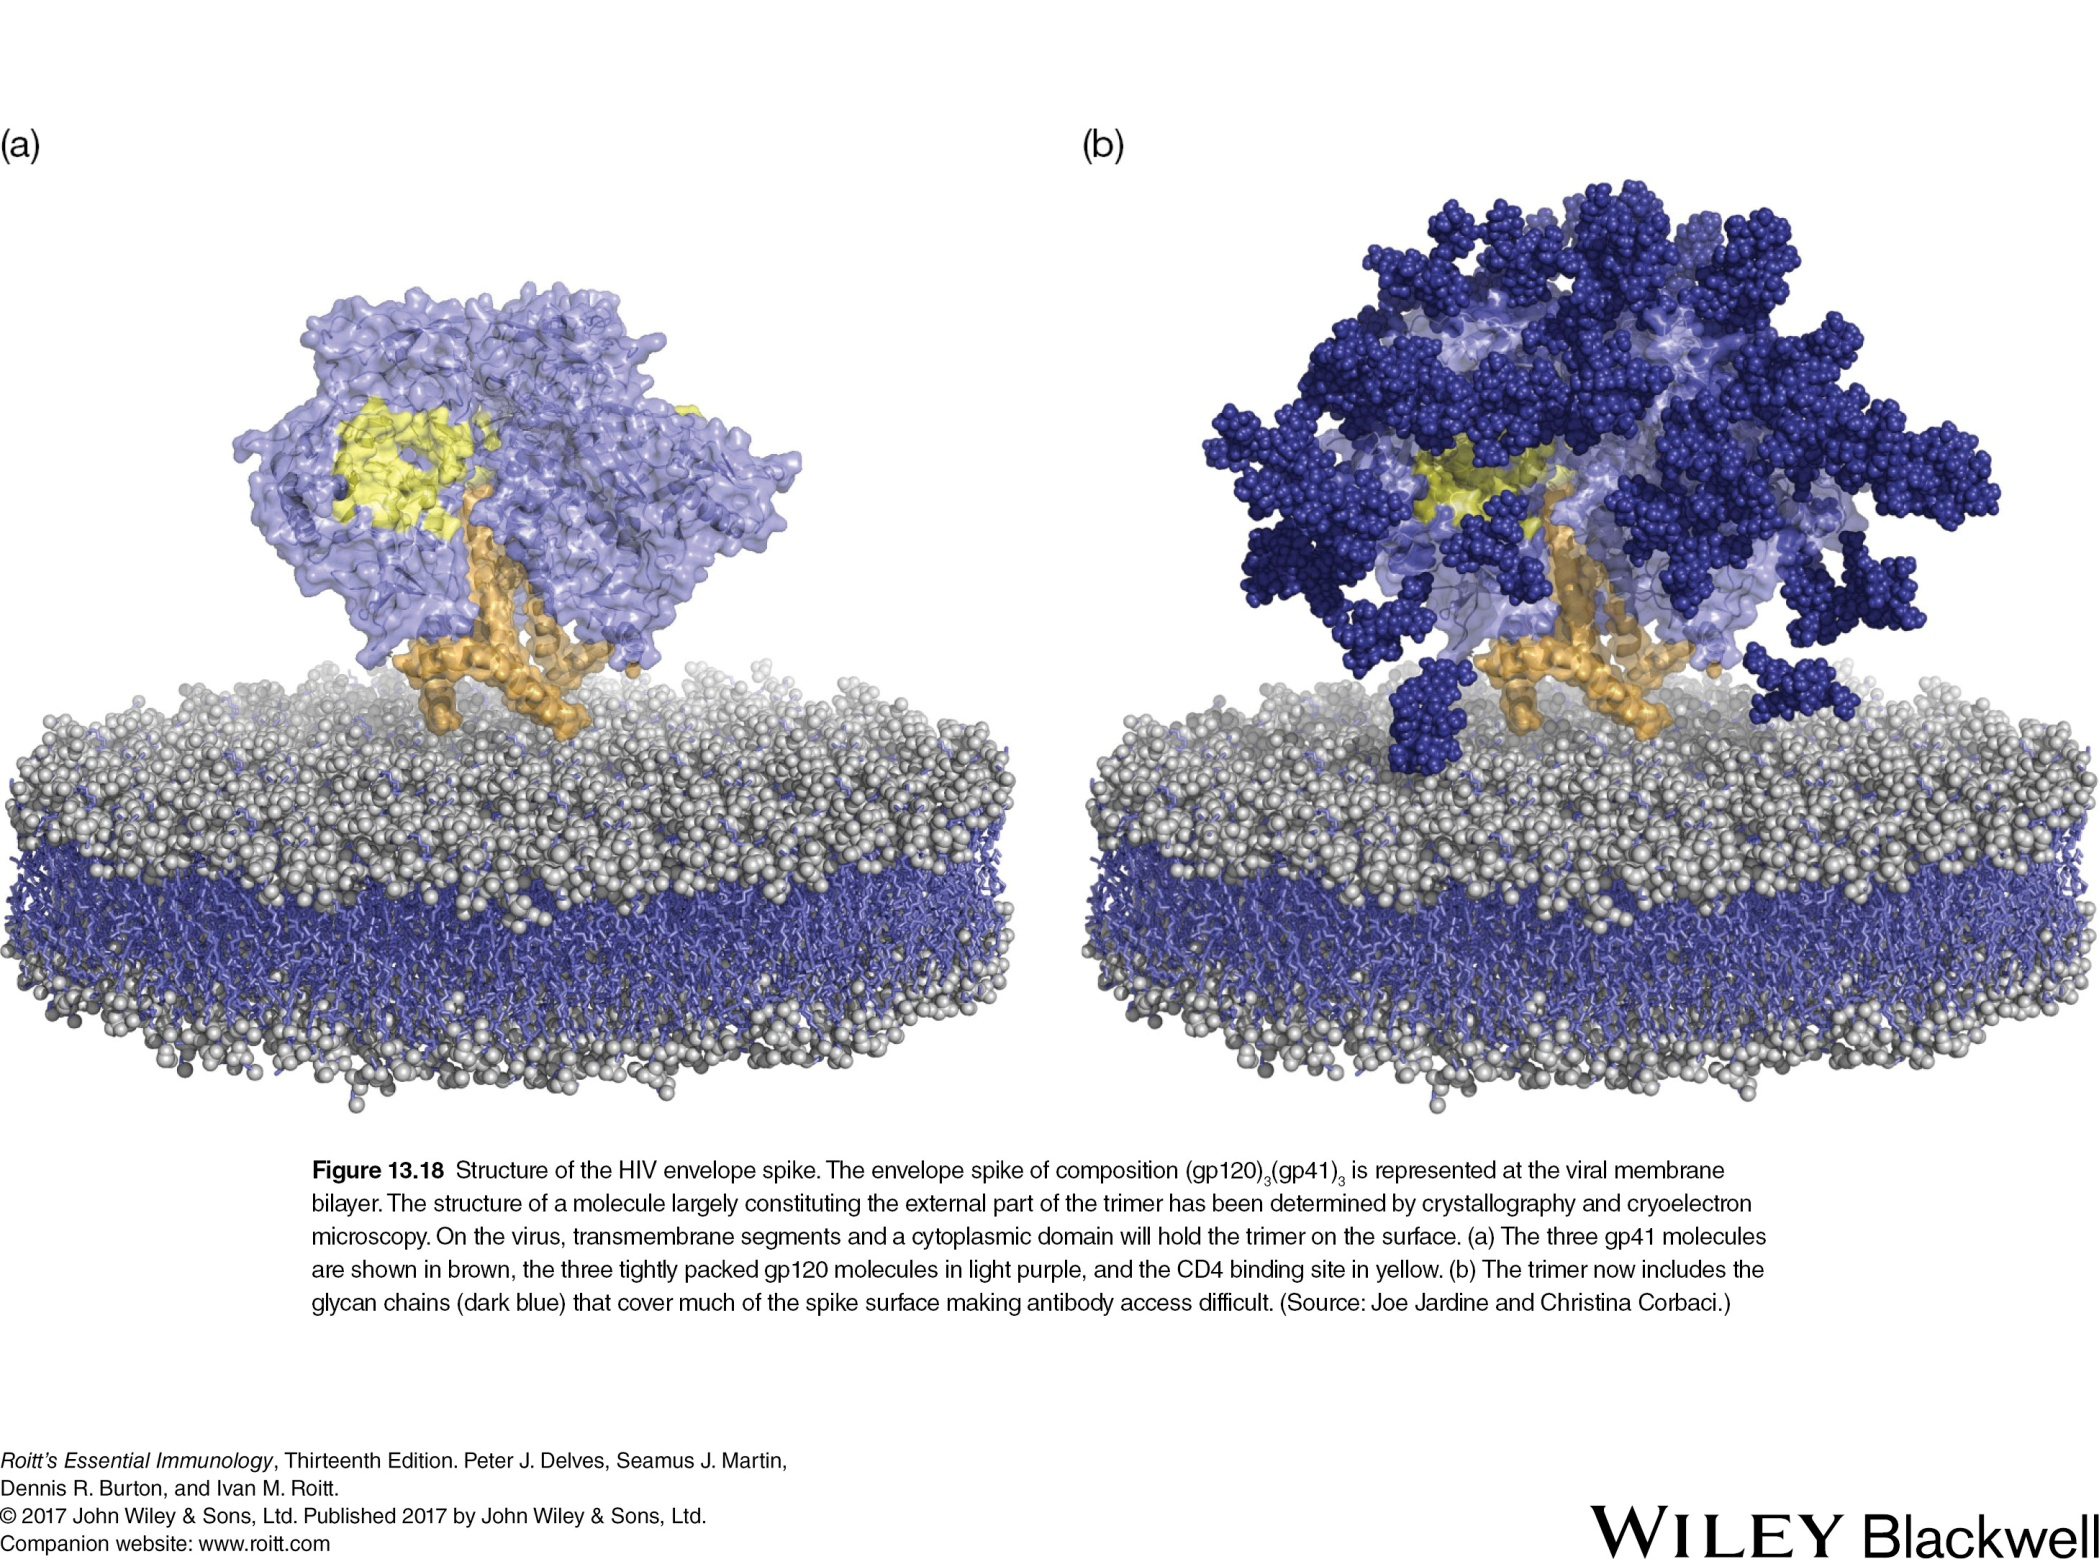 (a)
(b)
Figure 13.18 Structure of the HIV envelope spike. The envelope spike of composition (gp120)₃(gp41)₃ is represented at the viral membrane
bilayer. The structure of a molecule largely constituting the external part of the trimer has been determined by crystallography and cryoelectron
microscopy. On the virus, transmembrane segments and a cytoplasmic domain will hold the trimer on the surface. (a) The three gp41 molecules
are shown in brown, the three tightly packed gp120 molecules in light purple, and the CD4 binding site in yellow. (b) The trimer now includes the
glycan chains (dark blue) that cover much of the spike surface making antibody access difficult. (Source: Joe Jardine and Christina Corbaci.)
Roitt's Essential Immunology, Thirteenth Edition. Peter J. Delves, Seamus J. Martin,
Dennis R. Burton, and Ivan M. Roitt.
© 2017 John Wiley & Sons, Ltd. Published 2017 by John Wiley & Sons, Ltd.
Companion website: www.roitt.com
WILEY Blackwell